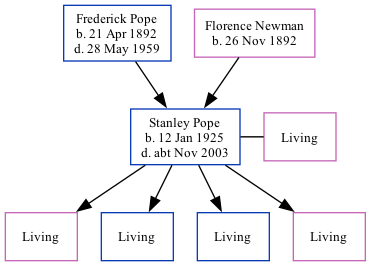 Frederick Pope
b. 21 Apr 1892
d. 28 May 1959
Florence Newman
b. 26 Nov 1892
Stanley Pope
b. 12 Jan 1925
d. abt Nov 2003
Living
Living
Living
Living
Living